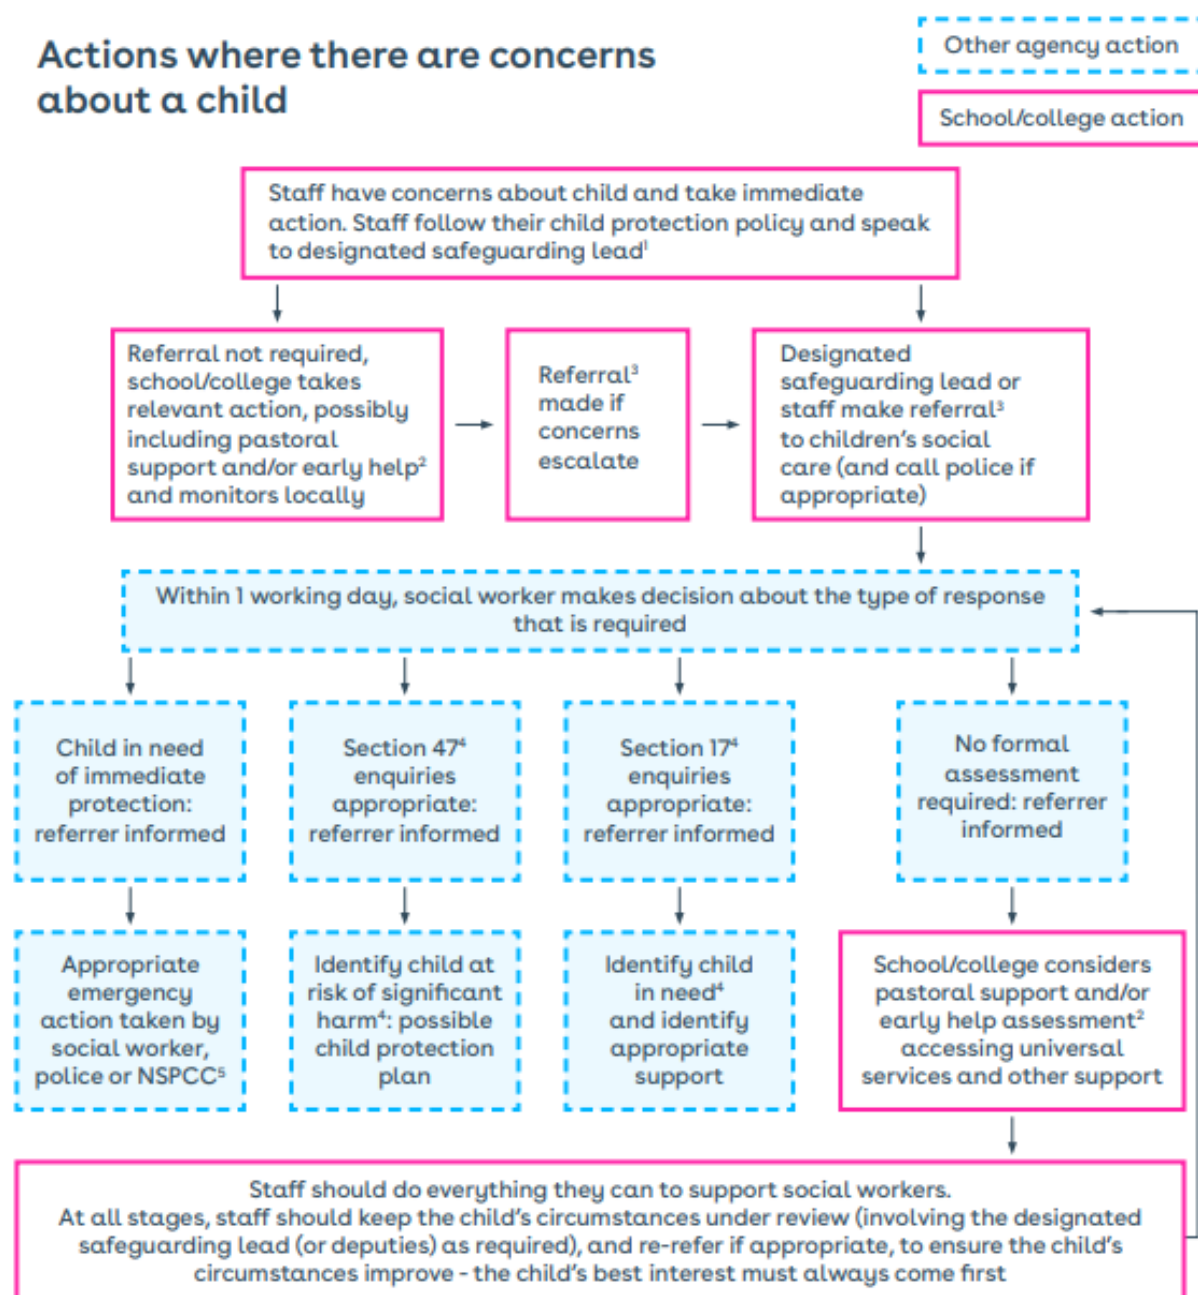 Actions where there are concerns
about a child
Other agency action
School/college action
Staff have concerns about child and take immediate
action. Staff follow their child protection policy and speak
to designated safeguarding lead¹
Referral not required,
school/college takes
relevant action, possibly
including pastoral
support and/or early help²
and monitors locally
Referral³
made if
concerns
escalate
Designated
safeguarding lead or
staff make referral³
to children’s social
care (and call police if
appropriate)
Within 1 working day, social worker makes decision about the type of response
that is required
Child in need
of immediate
protection:
referrer informed
Section 47⁴
enquiries
appropriate:
referrer informed
Section 17⁴
enquiries
appropriate:
referrer informed
No formal
assessment
required: referrer
informed
Appropriate
emergency
action taken by
social worker,
police or NSPCC⁵
Identify child at
risk of significant
harm⁴: possible
child protection
plan
Identify child
in need⁴
and identify
appropriate
support
School/college considers
pastoral support and/or
early help assessment²
accessing universal
services and other support
Staff should do everything they can to support social workers.
At all stages, staff should keep the child’s circumstances under review (involving the designated
safeguarding lead (or deputies) as required), and re-refer if appropriate, to ensure the child’s
circumstances improve - the child’s best interest must always come first